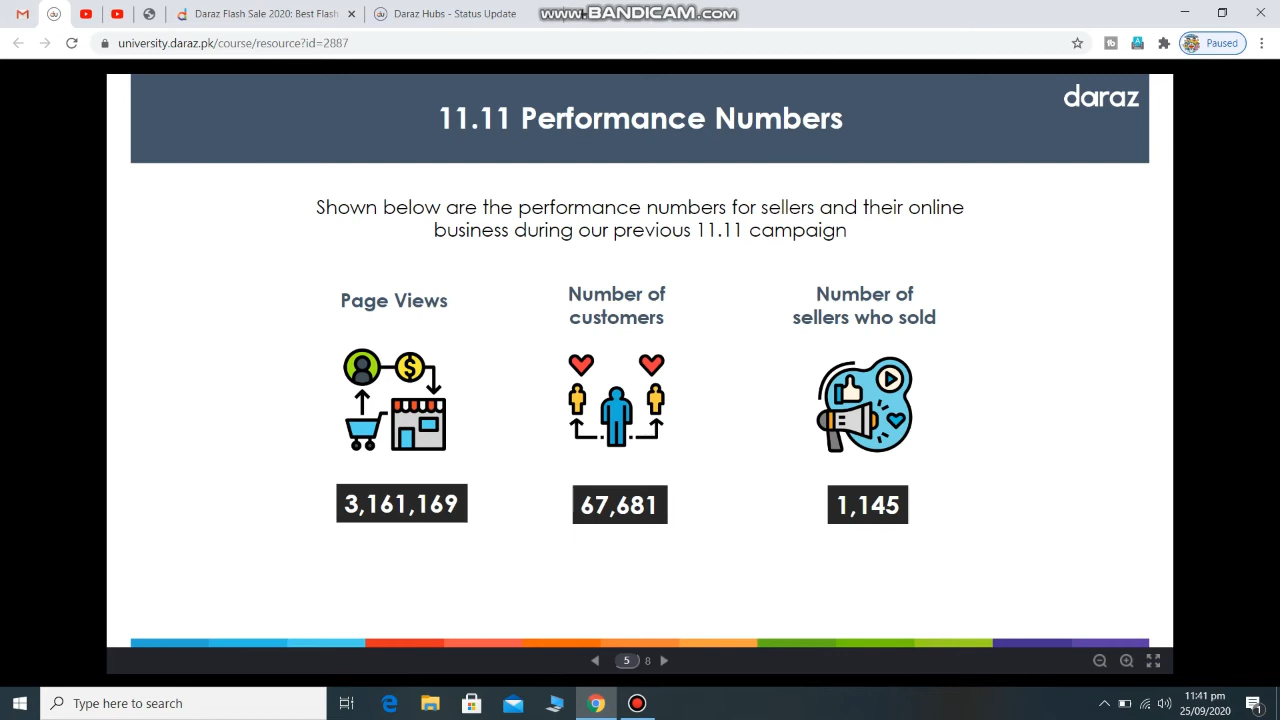 Daraz Flash Sale 2020: Best Flash
Daraz Hubs - Status Update
www.BANDICAM.com
university.daraz.pk/course/resource?id=2887
Paused
daraz
11.11 Performance Numbers
Shown below are the performance numbers for sellers and their online
business during our previous 11.11 campaign
Page Views
Number of
customers
Number of
sellers who sold
3,161,169
67,681
1,145
5 8
Type here to search
11:41 pm
25/09/2020